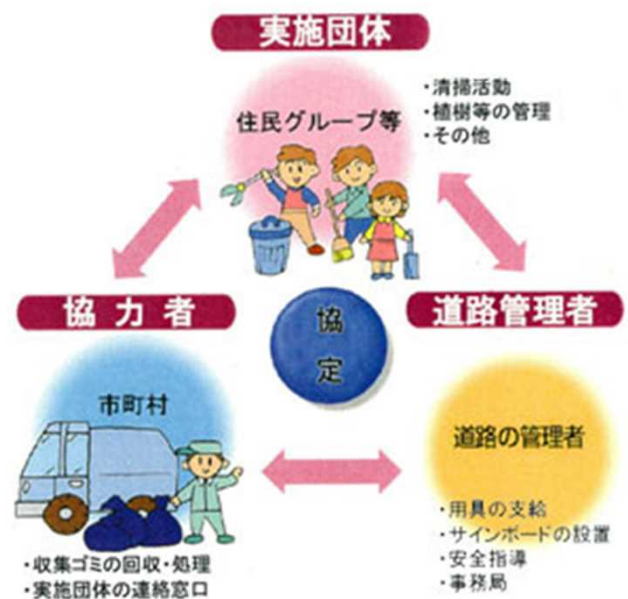 実施団体
住民グループ等
・清掃活動
・植樹等の管理
・その他
協力者
市町村
・収集ゴミの回収・処理
・実施団体の連絡窓口
協定
道路管理者
道路の管理者
・用具の支給
・サインボードの設置
・安全指導
・事務局